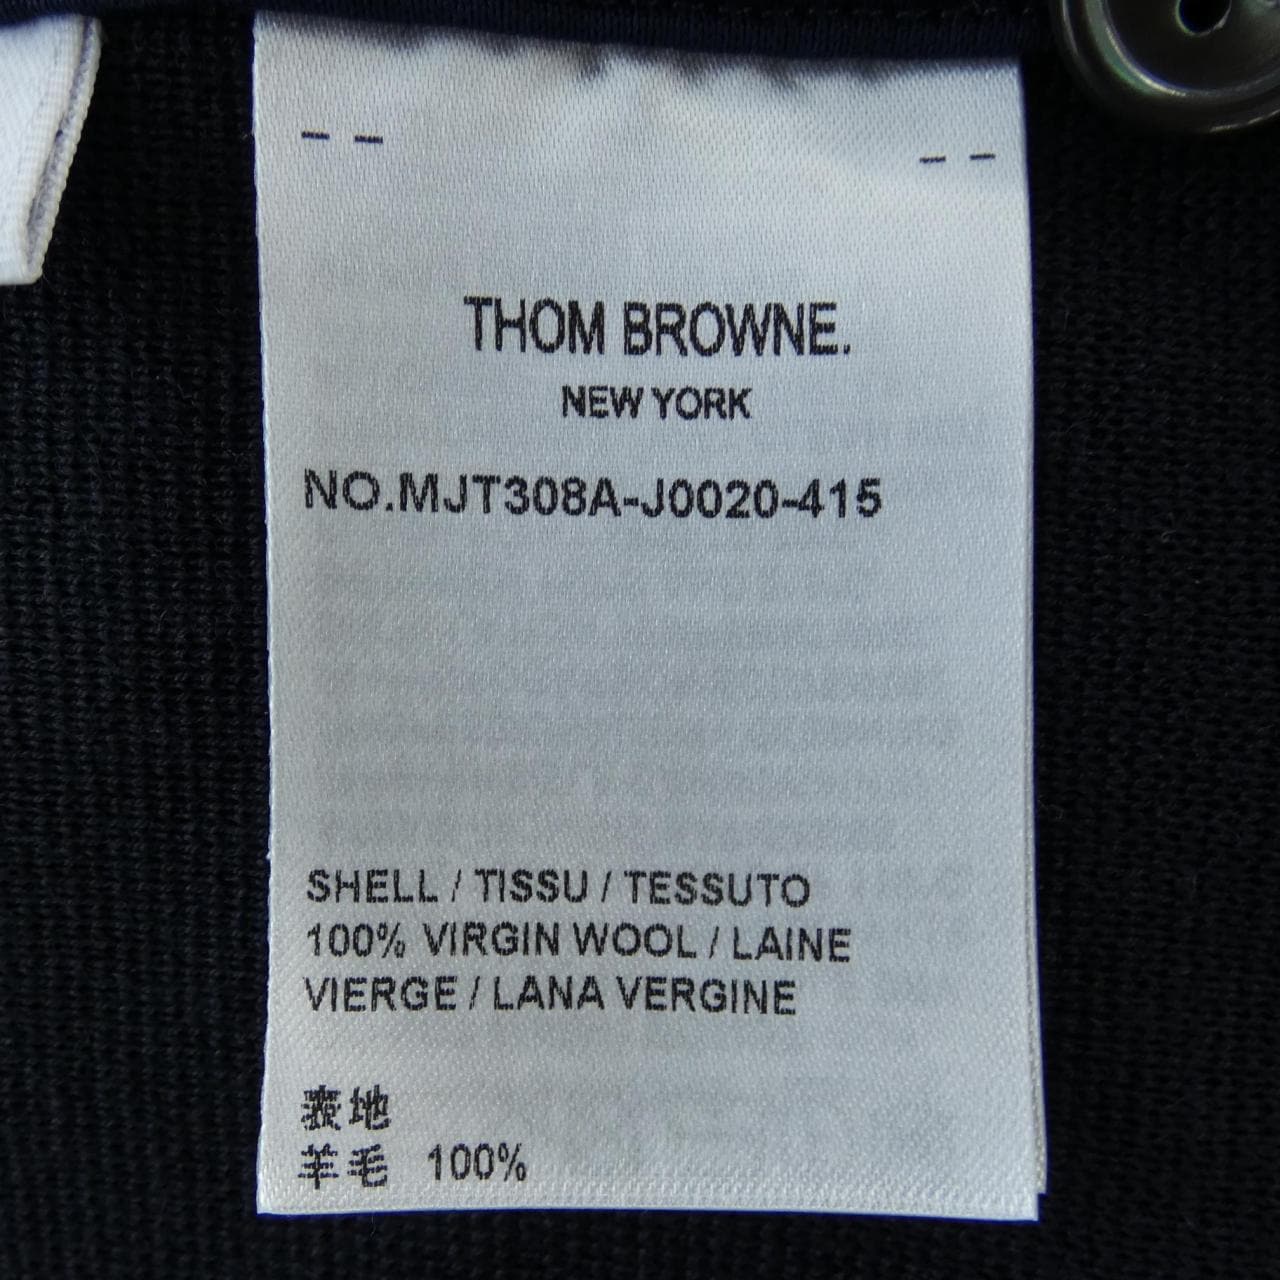 THOM BROWNE.
NEW YORK
NO.MJT308A-J0020-415
SHELL / TISSU / TESSUTO
100% VIRGIN WOOL / LAINE
VIERGE / LANA VERGINE
表地
羊毛 100%